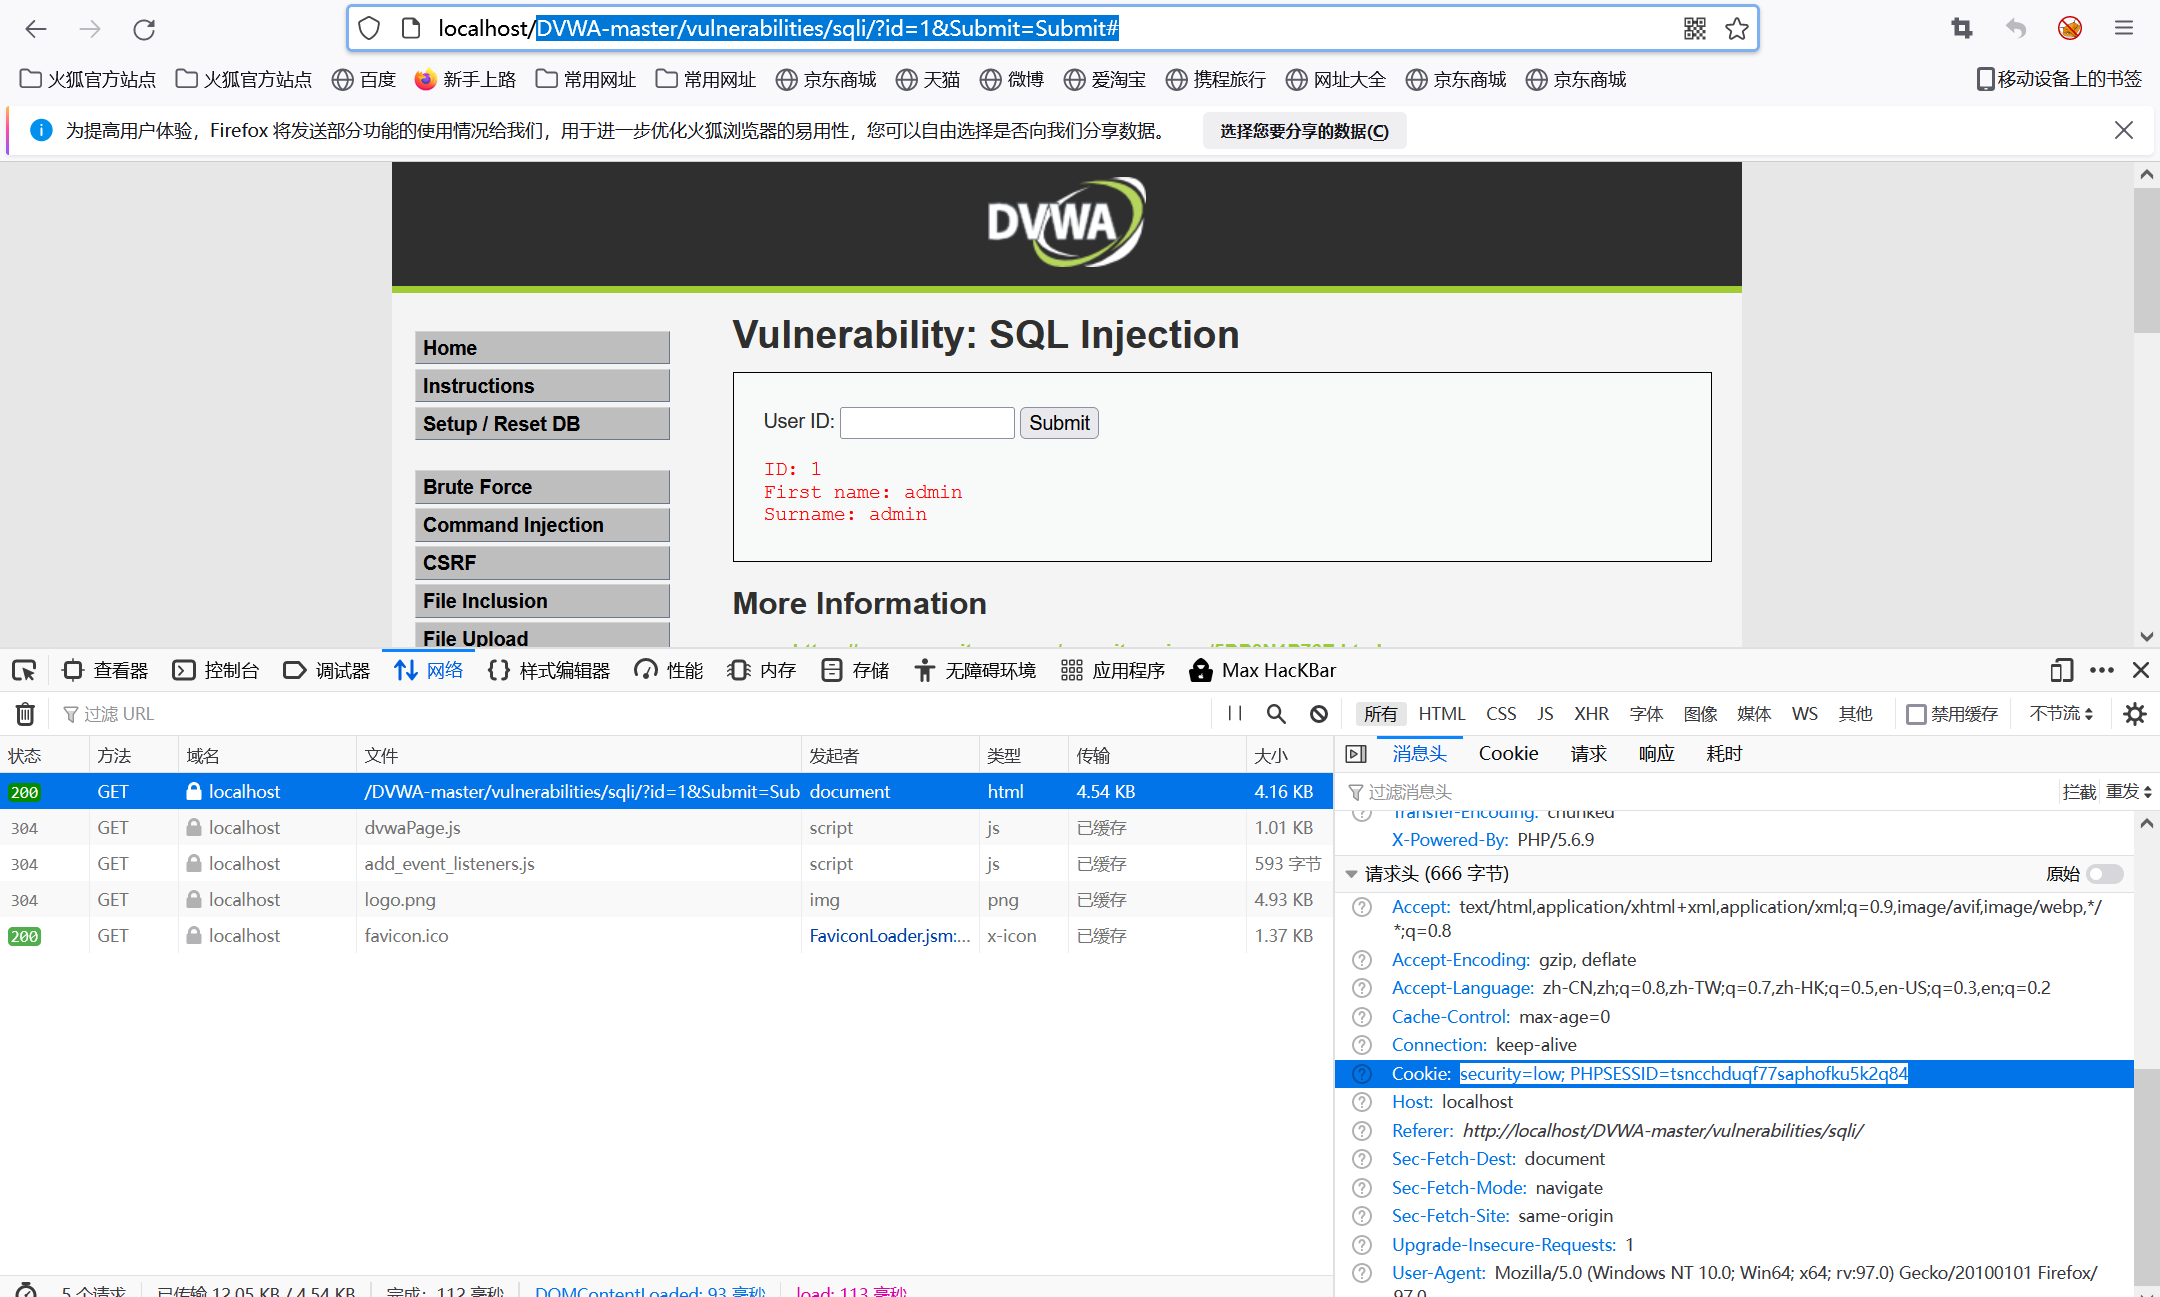 localhost/DVWA-master/vulnerabilities/sqli/?id=1&Submit=Submit#
火狐官方站点 火狐官方站点 百度 新手上路 常用网址 常用网址 京东商城 天猫 微博 爱淘宝 携程旅行 网址大全 京东商城 京东商城 移动设备上的书签
为提高用户体验，Firefox 将发送部分功能的使用情况给我们，用于进一步优化火狐浏览器的易用性，您可以自由选择是否向我们分享数据。 选择您要分享的数据(C)
DVWA
Vulnerability: SQL Injection
Home
Instructions
Setup / Reset DB
Brute Force
Command Injection
CSRF
File Inclusion
File Upload
User ID: Submit
ID: 1
First name: admin
Surname: admin
More Information
查看器 控制台 调试器 网络 样式编辑器 性能 内存 存储 无障碍环境 应用程序 Max HacKBar
过滤 URL 所有 HTML CSS JS XHR 字体 图像 媒体 WS 其他 禁用缓存 不节流
状态 方法 域名 文件 发起者 类型 传输 大小
200 GET localhost /DVWA-master/vulnerabilities/sqli/?id=1&Submit=Sub document html 4.54 KB 4.16 KB
304 GET localhost dvwaPage.js script js 已缓存 1.01 KB
304 GET localhost add_event_listeners.js script js 已缓存 593 字节
304 GET localhost logo.png img png 已缓存 4.93 KB
200 GET localhost favicon.ico FaviconLoader.jsm:... x-icon 已缓存 1.37 KB
5 个请求 已传输 12.05 KB / 4.54 KB 完成：112 毫秒 DOMContentLoaded: 93 毫秒 load: 113 毫秒
消息头 Cookie 请求 响应 耗时
过滤消息头 拦截 重发
Transfer-Encoding: chunked
X-Powered-By: PHP/5.6.9
请求头 (666 字节) 原始
Accept: text/html,application/xhtml+xml,application/xml;q=0.9,image/avif,image/webp,*/
*;q=0.8
Accept-Encoding: gzip, deflate
Accept-Language: zh-CN,zh;q=0.8,zh-TW;q=0.7,zh-HK;q=0.5,en-US;q=0.3,en;q=0.2
Cache-Control: max-age=0
Connection: keep-alive
Cookie: security=low; PHPSESSID=tsncchduqf77saphofku5k2q84
Host: localhost
Referer: http://localhost/DVWA-master/vulnerabilities/sqli/
Sec-Fetch-Dest: document
Sec-Fetch-Mode: navigate
Sec-Fetch-Site: same-origin
Upgrade-Insecure-Requests: 1
User-Agent: Mozilla/5.0 (Windows NT 10.0; Win64; x64; rv:97.0) Gecko/20100101 Firefox/
97.0